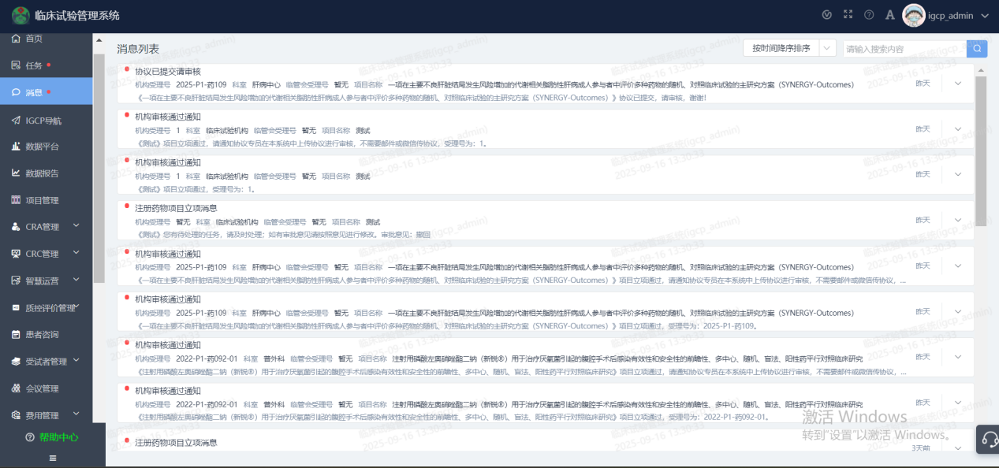 临床试验管理系统
igcp_admin
首页
任务
消息
IGCP导航
数据平台
数据报告
项目管理
CRA管理
CRC管理
智慧运营
质控评价管理
患者咨询
受试者管理
会议管理
费用管理
帮助中心
消息列表
按时间降序排序
请输入搜索内容
协议已提交请审核
机构受理号 2025-P1-药109 科室 肝病中心 临管会受理号 暂无 项目名称 一项在主要不良肝脏结局发生风险增加的代谢相关脂肪性肝病成人参与者中评价多种药物的随机、对照临床试验的主研究方案（SYNERGY-Outcomes） 昨天
《一项在主要不良肝脏结局发生风险增加的代谢相关脂肪性肝病成人参与者中评价多种药物的随机、对照临床试验的主研究方案（SYNERGY-Outcomes）》协议已提交，请审核，谢谢！
机构审核通过通知
机构受理号 1 科室 临床试验机构 临管会受理号 暂无 项目名称 测试 昨天
《测试》项目立项通过，请通知协议专员在本系统中上传协议进行审核，不需要邮件或微信传协议，受理号为：1。
机构审核通过通知
机构受理号 1 科室 临床试验机构 临管会受理号 暂无 项目名称 测试 昨天
《测试》项目立项通过，受理号为：1。
注册药物项目立项消息
机构受理号 暂无 科室 临床试验机构 临管会受理号 暂无 项目名称 测试 昨天
《测试》您有待处理的任务，请及时处理；如有审批意见请按照意见进行修改。审批意见：撤回
机构审核通过通知
机构受理号 2025-P1-药109 科室 肝病中心 临管会受理号 暂无 项目名称 一项在主要不良肝脏结局发生风险增加的代谢相关脂肪性肝病成人参与者中评价多种药物的随机、对照临床试验的主研究方案（SYNERGY-Outcomes） 昨天
《一项在主要不良肝脏结局发生风险增加的代谢相关脂肪性肝病成人参与者中评价多种药物的随机、对照临床试验的主研究方案（SYNERGY-Outcomes）》项目立项通过，请通知协议专员在本系统中上传协议进行审核，不需要邮件或微信传协议，...
机构审核通过通知
机构受理号 2025-P1-药109 科室 肝病中心 临管会受理号 暂无 项目名称 一项在主要不良肝脏结局发生风险增加的代谢相关脂肪性肝病成人参与者中评价多种药物的随机、对照临床试验的主研究方案（SYNERGY-Outcomes） 昨天
《一项在主要不良肝脏结局发生风险增加的代谢相关脂肪性肝病成人参与者中评价多种药物的随机、对照临床试验的主研究方案（SYNERGY-Outcomes）》项目立项通过，受理号为：2025-P1-药109。
机构审核通过通知
机构受理号 2022-P1-药092-01 科室 普外科 临管会受理号 暂无 项目名称 注射用磷酸左奥硝唑酯二钠（新锐®）用于治疗厌氧菌引起的腹腔手术后感染有效性和安全性的前瞻性、多中心、随机、盲法、阳性药平行对照临床研究 昨天
《注射用磷酸左奥硝唑酯二钠（新锐®）用于治疗厌氧菌引起的腹腔手术后感染有效性和安全性的前瞻性、多中心、随机、盲法、阳性药平行对照临床研究》项目立项通过，请通知协议专员在本系统中上传协议进行审核，不需要邮件或微信传协议，...
机构审核通过通知
机构受理号 2022-P1-药092-01 科室 普外科 临管会受理号 暂无 项目名称 注射用磷酸左奥硝唑酯二钠（新锐®）用于治疗厌氧菌引起的腹腔手术后感染有效性和安全性的前瞻性、多中心、随机、盲法、阳性药平行对照临床研究 昨天
《注射用磷酸左奥硝唑酯二钠（新锐®）用于治疗厌氧菌引起的腹腔手术后感染有效性和安全性的前瞻性、多中心、随机、盲法、阳性药平行对照临床研究》项目立项通过，受理号为：2022-P1-药092-01。
注册药物项目立项消息
3天前
激活 Windows
转到"设置"以激活 Windows。
临床试验管理系统(igcp_admin)
2025-09-16 13:30:33